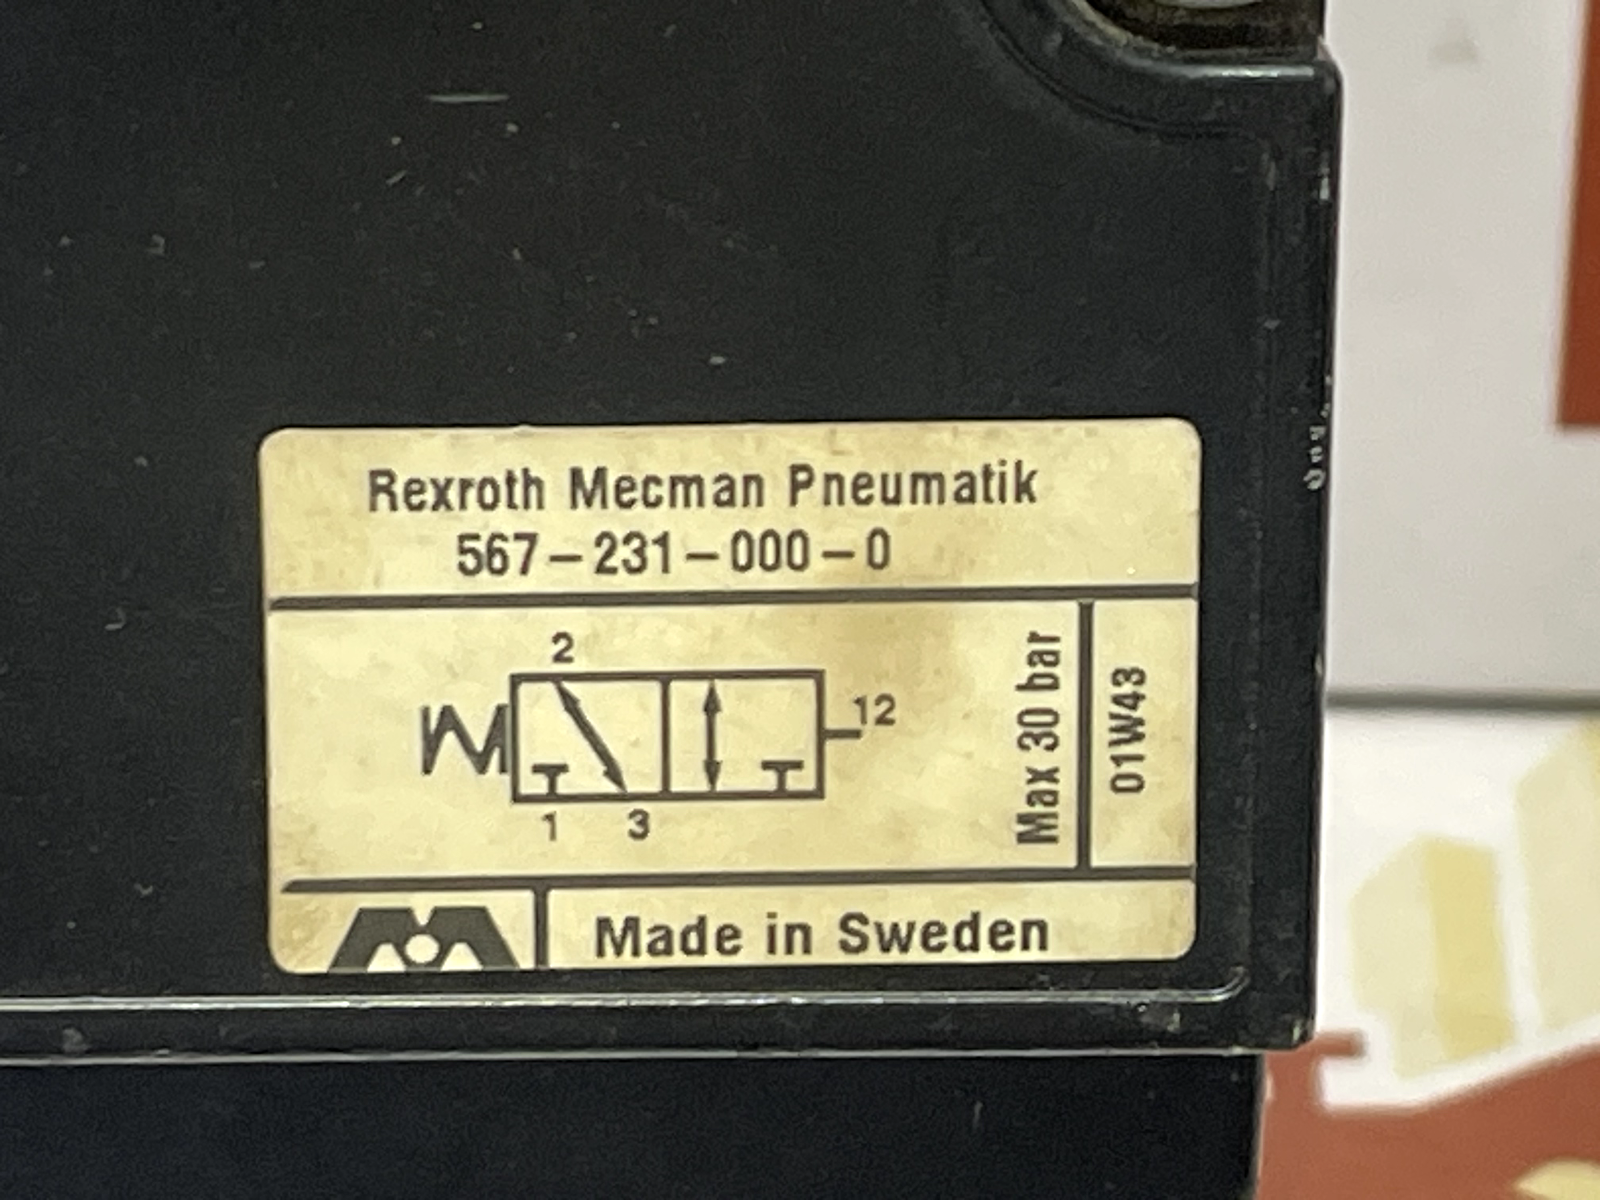 Rexroth Mecman Pneumatik
567-231-000-0
2
12
1 3
Max 30 bar
01W43
Made in Sweden